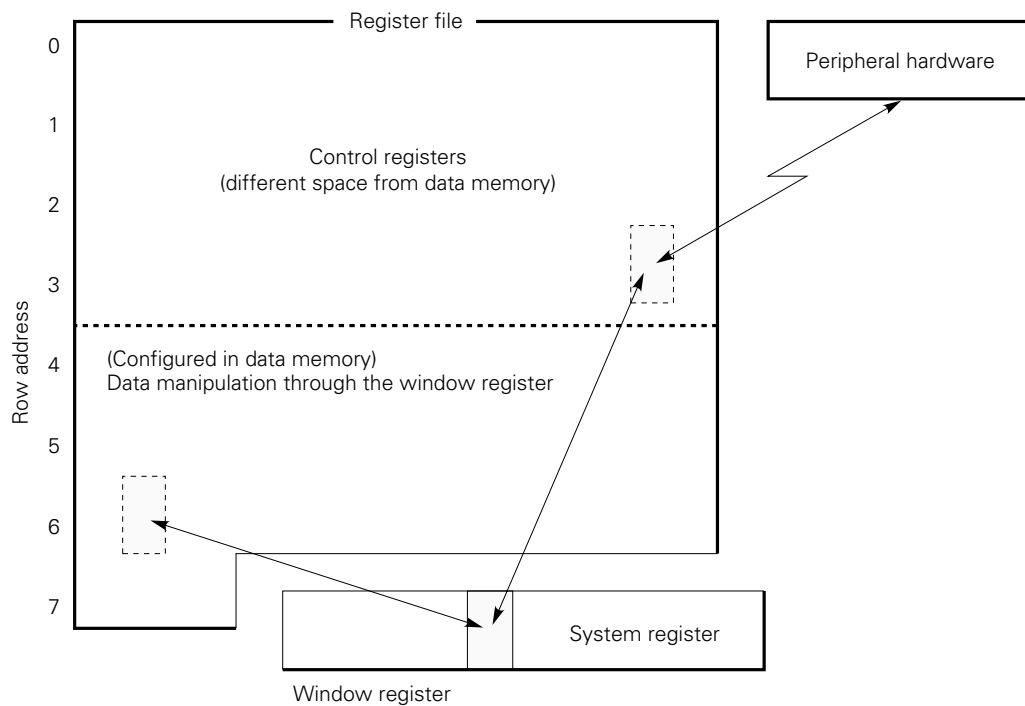 Register file
0
Peripheral hardware
1
Control registers
(different space from data memory)
2
3
Row address
4
(Configured in data memory)
Data manipulation through the window register
5
6
7
System register
Window register